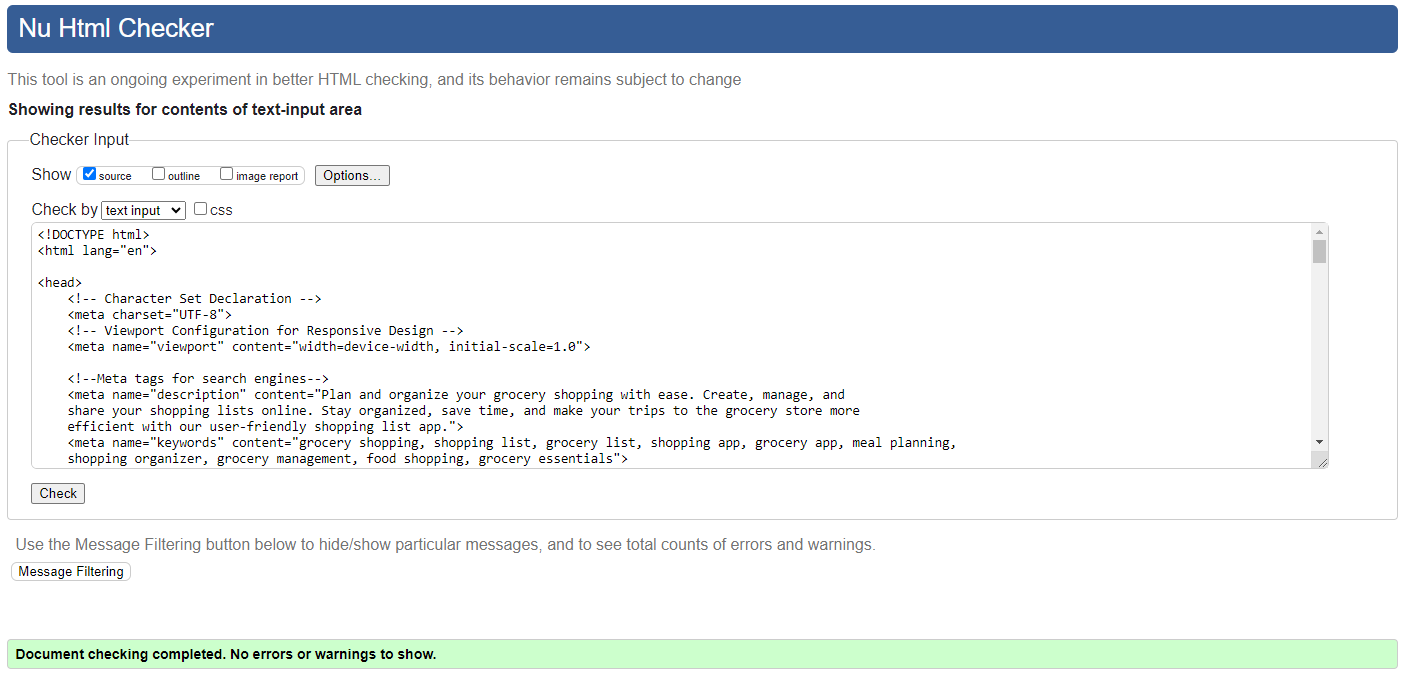 Nu Html Checker
This tool is an ongoing experiment in better HTML checking, and its behavior remains subject to change
Showing results for contents of text-input area
Checker Input
Show source outline image report Options...
Check by text input css
<!DOCTYPE html>
<html lang="en">
<head>
<!-- Character Set Declaration -->
<meta charset="UTF-8">
<!-- Viewport Configuration for Responsive Design -->
<meta name="viewport" content="width=device-width, initial-scale=1.0">
<!--Meta tags for search engines-->
<meta name="description" content="Plan and organize your grocery shopping with ease. Create, manage, and
share your shopping lists online. Stay organized, save time, and make your trips to the grocery store more
efficient with our user-friendly shopping list app.">
<meta name="keywords" content="grocery shopping, shopping list, grocery list, shopping app, grocery app, meal planning,
shopping organizer, grocery management, food shopping, grocery essentials">
Check
Use the Message Filtering button below to hide/show particular messages, and to see total counts of errors and warnings.
Message Filtering
Document checking completed. No errors or warnings to show.